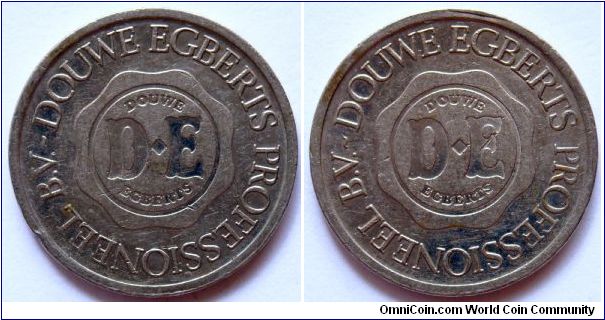 DOUWE EGBERTS PROFESSIONEEL B.V.
DOUWE
D·E
EGBERTS
DOUWE EGBERTS PROFESSIONEEL B.V.
DOUWE
D·E
EGBERTS
OmniCoin.com World Coin Community